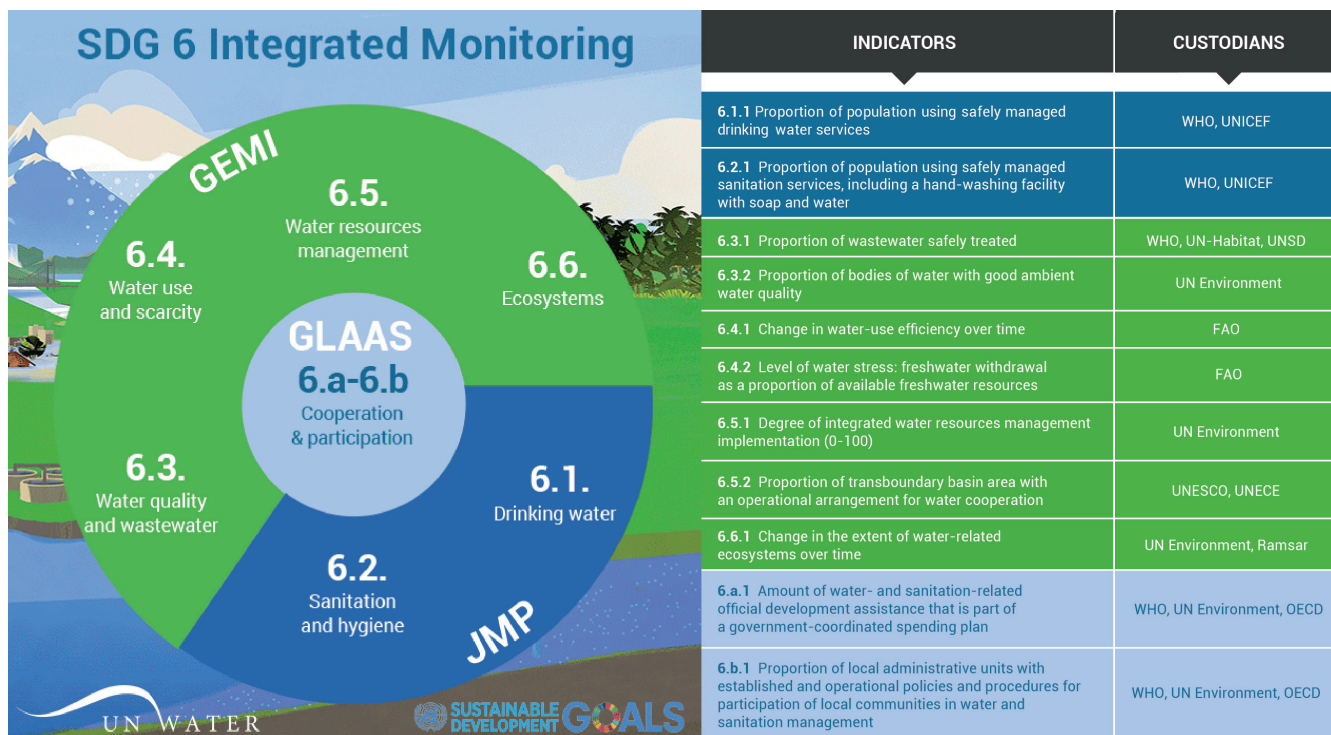 SDG 6 Integrated Monitoring
GEMI
6.5.
Water resources
management
6.4.
Water use
and scarcity
6.6.
Ecosystems
GLAAS
6.a-6.b
Cooperation
& participation
6.3.
Water quality
and wastewater
6.1.
Drinking water
6.2.
Sanitation
and hygiene
JMP
UN WATER
SUSTAINABLE
DEVELOPMENT
GOALS
INDICATORS
CUSTODIANS
6.1.1 Proportion of population using safely managed
drinking water services
WHO, UNICEF
6.2.1 Proportion of population using safely managed
sanitation services, including a hand-washing facility
with soap and water
WHO, UNICEF
6.3.1 Proportion of wastewater safely treated
WHO, UN-Habitat, UNSD
6.3.2 Proportion of bodies of water with good ambient
water quality
UN Environment
6.4.1 Change in water-use efficiency over time
FAO
6.4.2 Level of water stress: freshwater withdrawal
as a proportion of available freshwater resources
FAO
6.5.1 Degree of integrated water resources management
implementation (0-100)
UN Environment
6.5.2 Proportion of transboundary basin area with
an operational arrangement for water cooperation
UNESCO, UNECE
6.6.1 Change in the extent of water-related
ecosystems over time
UN Environment, Ramsar
6.a.1 Amount of water- and sanitation-related
official development assistance that is part of
a government-coordinated spending plan
WHO, UN Environment, OECD
6.b.1 Proportion of local administrative units with
established and operational policies and procedures for
participation of local communities in water and
sanitation management
WHO, UN Environment, OECD